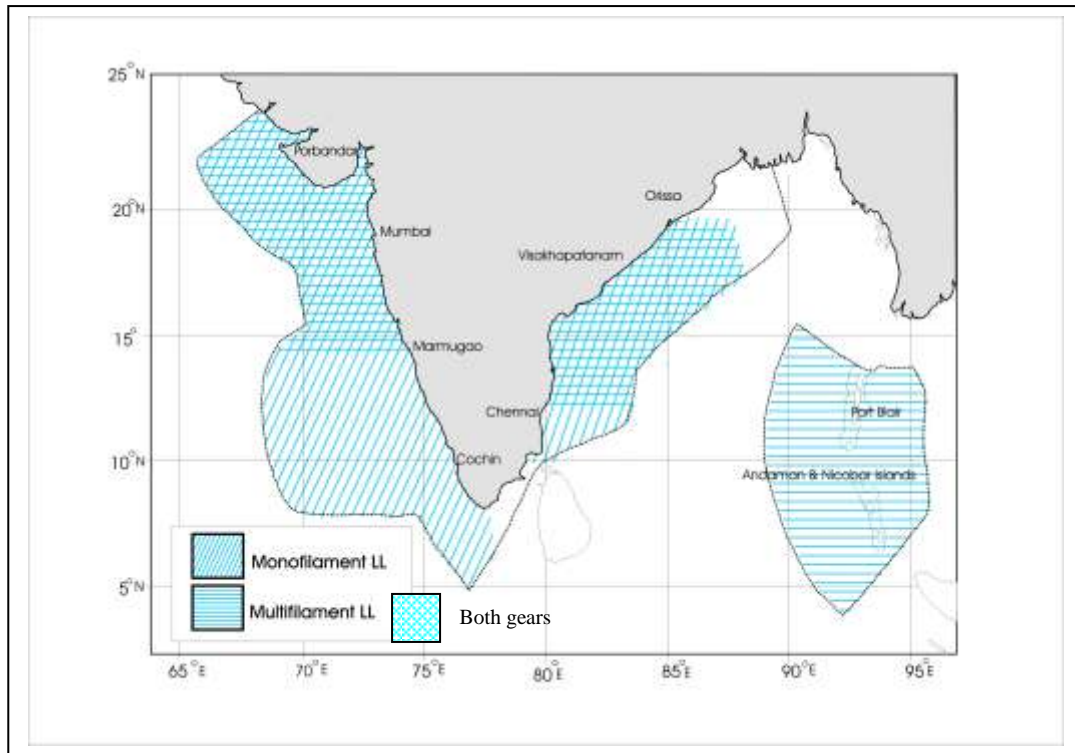 25°N
Porbandar
20°N
Orissa
Mumbai
Visakhapatanam
15°N
Marmugao
Chennai
Port Blair
10°N
Cochin
Andaman & Nicobar Islands
Monofilament LL
5°N
Multifilament LL
Both gears
65°E 70°E 75°E 80°E 85°E 90°E 95°E